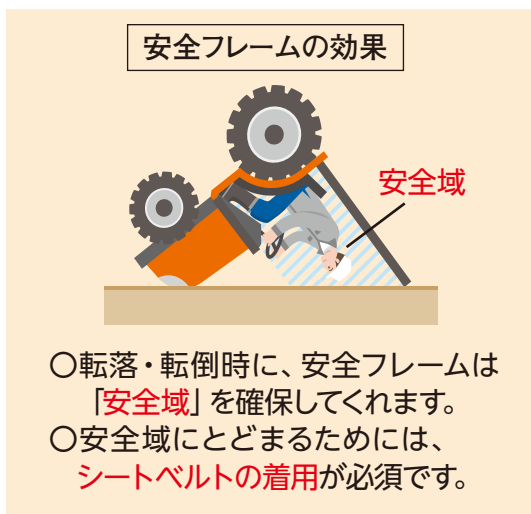 安全フレームの効果
安全域
○転落・転倒時に、安全フレームは
「安全域」を確保してくれます。
○安全域にとどまるためには、
シートベルトの着用が必須です。